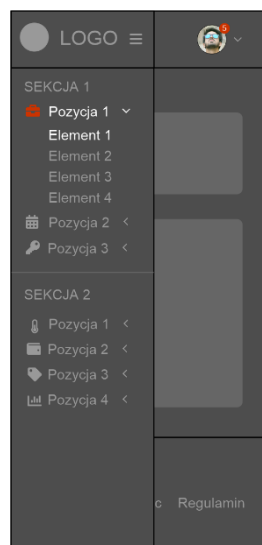 LOGO
5
SEKCJA 1
Pozycja 1
Element 1
Element 2
Element 3
Element 4
Pozycja 2
Pozycja 3
SEKCJA 2
Pozycja 1
Pozycja 2
Pozycja 3
Pozycja 4
c Regulamin